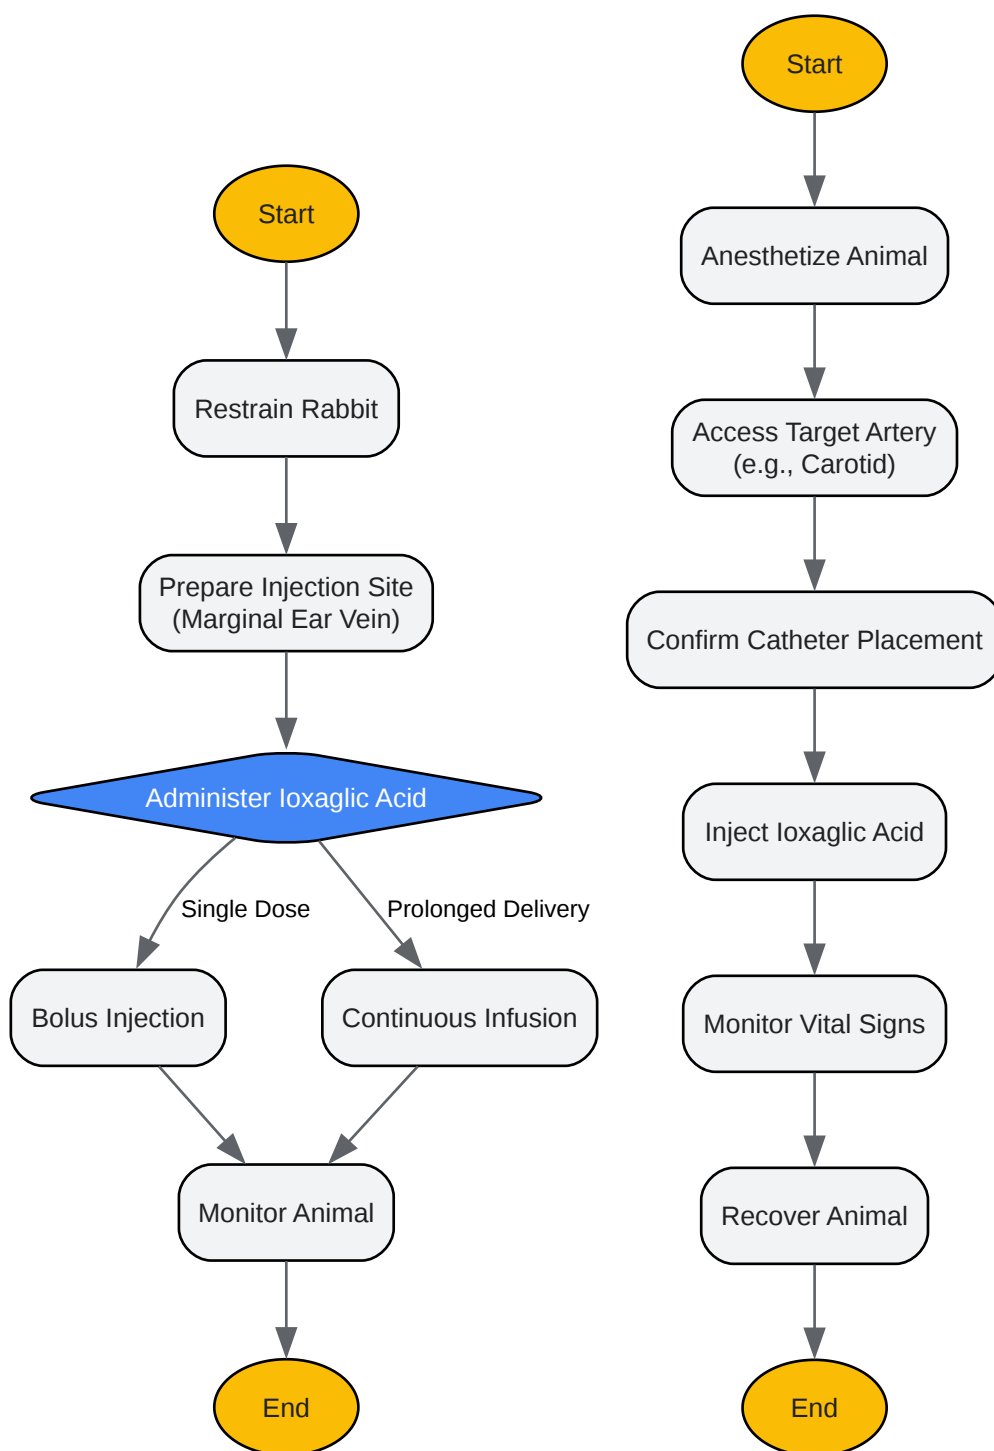 Start
Restrain Rabbit
Prepare Injection Site
(Marginal Ear Vein)
Administer Ioxaglic Acid
Single Dose
Prolonged Delivery
Bolus Injection
Continuous Infusion
Monitor Animal
End
Start
Anesthetize Animal
Access Target Artery
(e.g., Carotid)
Confirm Catheter Placement
Inject Ioxaglic Acid
Monitor Vital Signs
Recover Animal
End